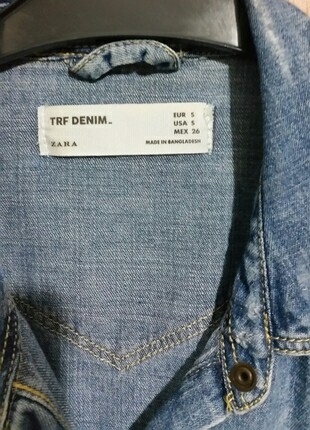 TRF DENIM.
ZARA
EUR S
USA S
MEX 26
MADE IN BANGLADESH